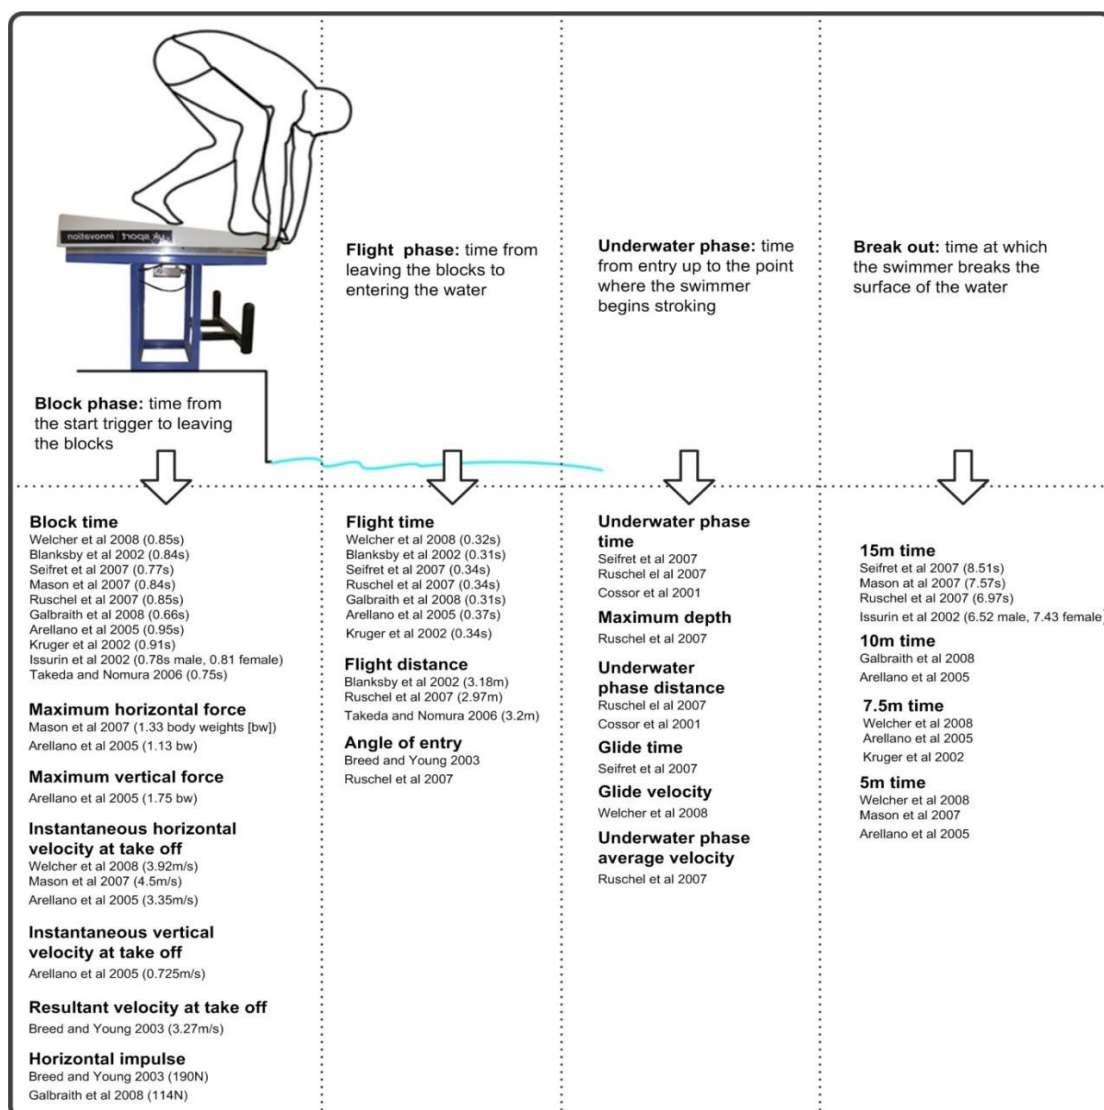 uk sport innovation
Flight phase: time from
leaving the blocks to
entering the water
Underwater phase: time
from entry up to the point
where the swimmer
begins stroking
Break out: time at which
the swimmer breaks the
surface of the water
Block phase: time from
the start trigger to leaving
the blocks
Block time
Welcher et al 2008 (0.85s)
Blanksby et al 2002 (0.84s)
Seifret et al 2007 (0.77s)
Mason et al 2007 (0.84s)
Ruschel et al 2007 (0.85s)
Galbraith et al 2008 (0.66s)
Arellano et al 2005 (0.95s)
Kruger et al 2002 (0.91s)
Issurin et al 2002 (0.78s male, 0.81 female)
Takeda and Nomura 2006 (0.75s)
Maximum horizontal force
Mason et al 2007 (1.33 body weights [bw])
Arellano et al 2005 (1.13 bw)
Maximum vertical force
Arellano et al 2005 (1.75 bw)
Instantaneous horizontal
velocity at take off
Welcher et al 2008 (3.92m/s)
Mason et al 2007 (4.5m/s)
Arellano et al 2005 (3.35m/s)
Instantaneous vertical
velocity at take off
Arellano et al 2005 (0.725m/s)
Resultant velocity at take off
Breed and Young 2003 (3.27m/s)
Horizontal impulse
Breed and Young 2003 (190N)
Galbraith et al 2008 (114N)
Flight time
Welcher et al 2008 (0.32s)
Blanksby et al 2002 (0.31s)
Seifret et al 2007 (0.34s)
Ruschel et al 2007 (0.34s)
Galbraith et al 2008 (0.31s)
Arellano et al 2005 (0.37s)
Kruger et al 2002 (0.34s)
Flight distance
Blanksby et al 2002 (3.18m)
Ruschel et al 2007 (2.97m)
Takeda and Nomura 2006 (3.2m)
Angle of entry
Breed and Young 2003
Ruschel et al 2007
Underwater phase
time
Seifret et al 2007
Ruschel el al 2007
Cossor et al 2001
Maximum depth
Ruschel et al 2007
Underwater
phase distance
Ruschel et al 2007
Cossor et al 2001
Glide time
Seifret et al 2007
Glide velocity
Welcher et al 2008
Underwater phase
average velocity
Ruschel et al 2007
15m time
Seifret et al 2007 (8.51s)
Mason at al 2007 (7.57s)
Ruschel et al 2007 (6.97s)
Issurin et al 2002 (6.52 male, 7.43 female)
10m time
Galbraith et al 2008
Arellano et al 2005
7.5m time
Welcher et al 2008
Arellano et al 2005
Kruger et al 2002
5m time
Welcher et al 2008
Mason et al 2007
Arellano et al 2005